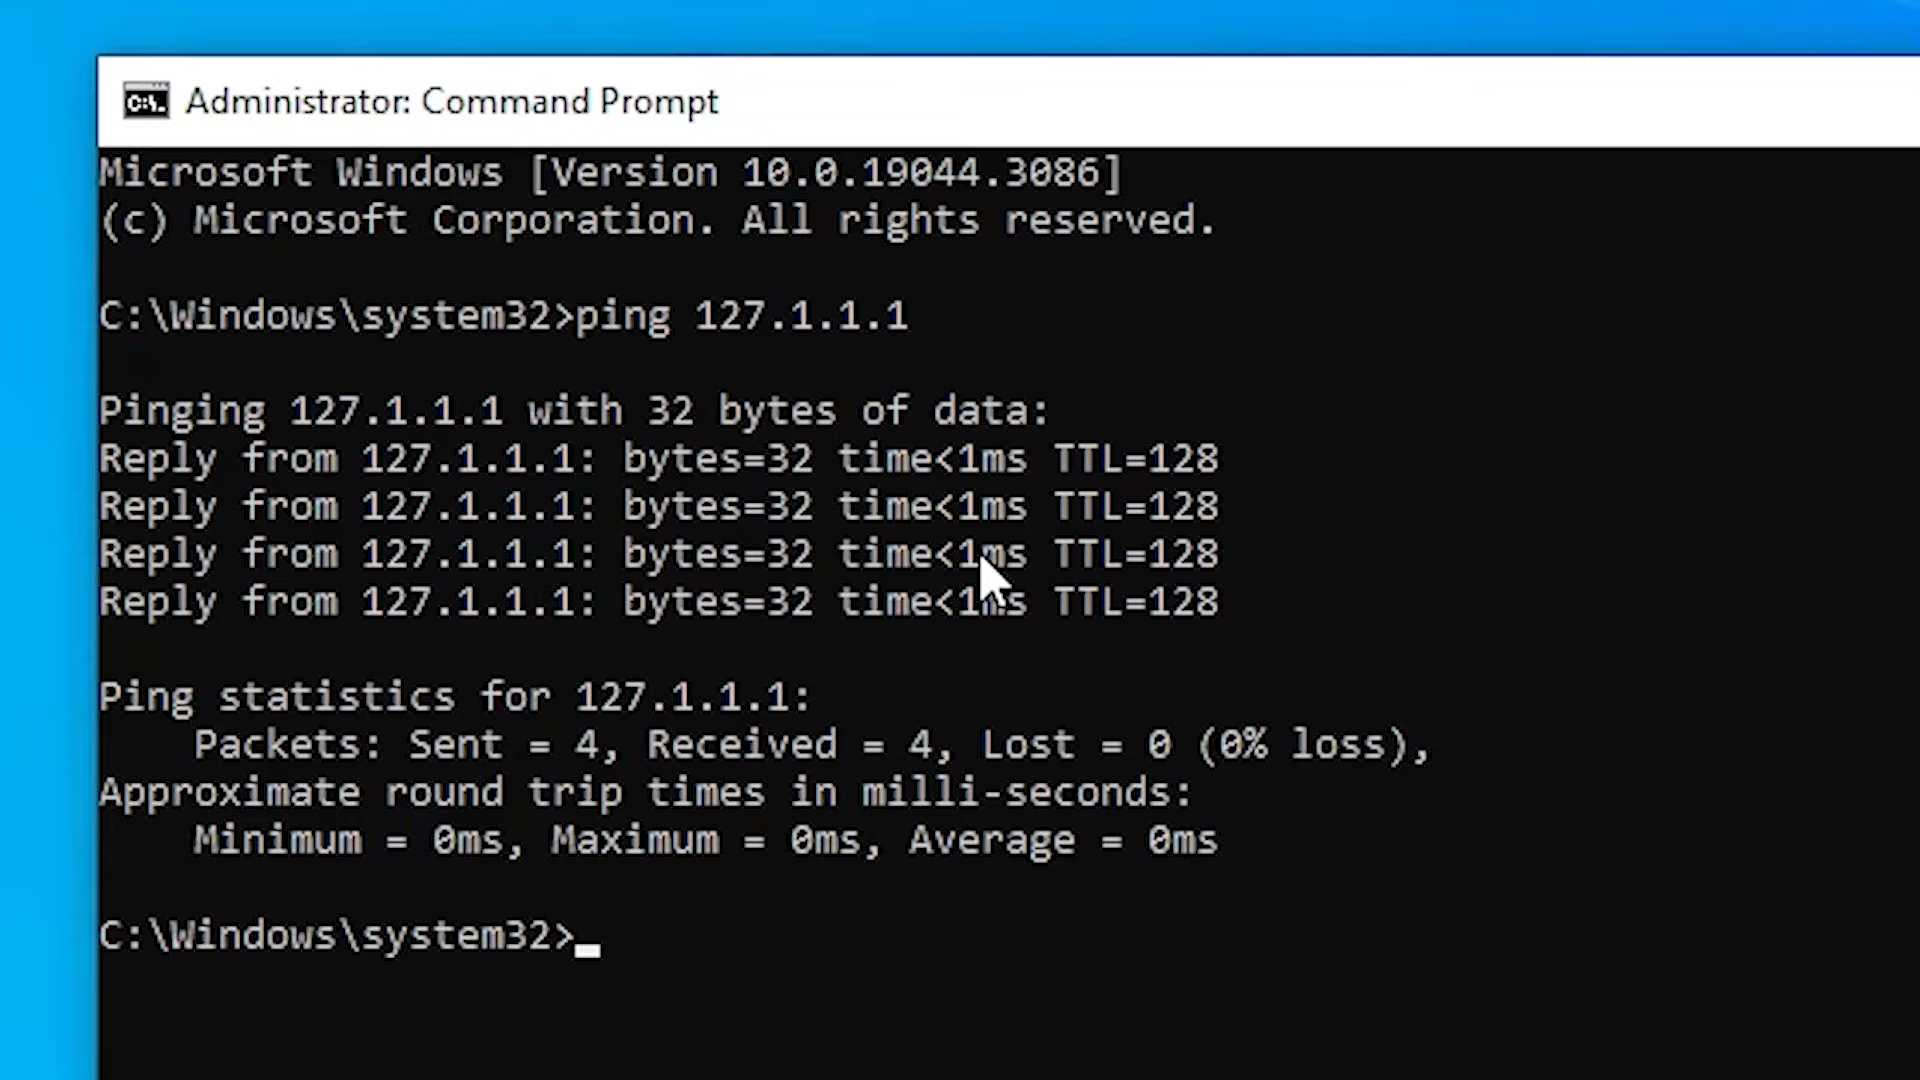 C:\.
Administrator: Command Prompt
Microsoft Windows [Version 10.0.19044.3086]
(c) Microsoft Corporation. All rights reserved.
C:\Windows\system32>ping 127.1.1.1
Pinging 127.1.1.1 with 32 bytes of data:
Reply from 127.1.1.1: bytes=32 time<1ms TTL=128
Reply from 127.1.1.1: bytes=32 time<1ms TTL=128
Reply from 127.1.1.1: bytes=32 time<1ms TTL=128
Reply from 127.1.1.1: bytes=32 time<1ms TTL=128
Ping statistics for 127.1.1.1:
Packets: Sent = 4, Received = 4, Lost = 0 (0% loss),
Approximate round trip times in milli-seconds:
Minimum = 0ms, Maximum = 0ms, Average = 0ms
C:\Windows\system32>